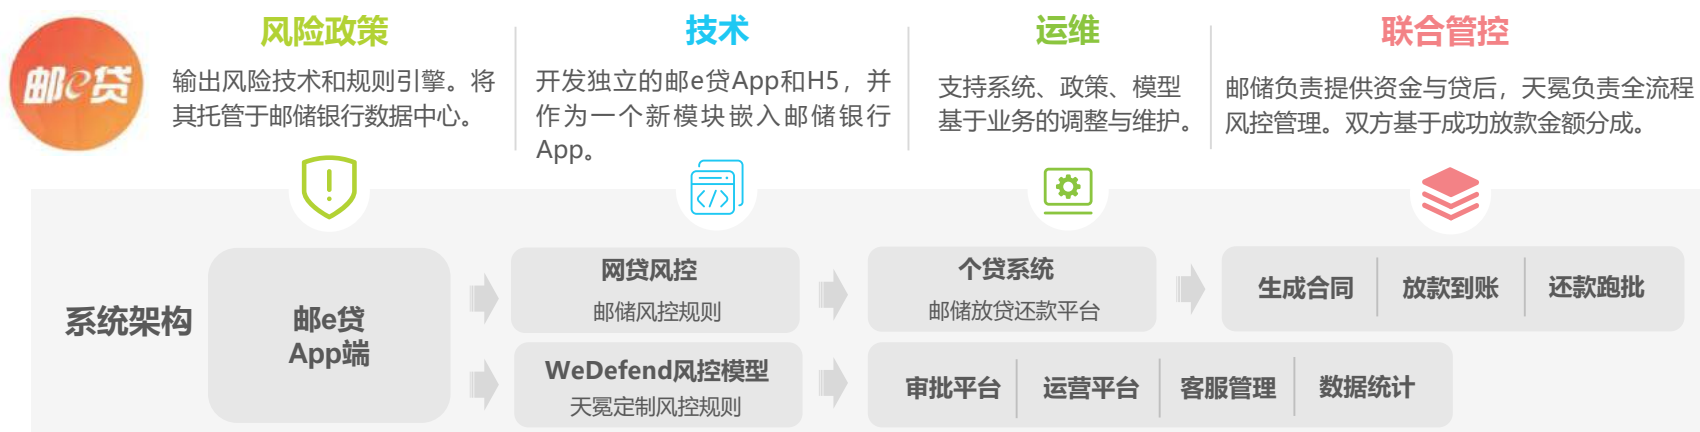 邮e贷
风险政策
输出风险技术和规则引擎。将
其托管于邮储银行数据中心。
技术
开发独立的邮e贷App和H5，并
作为一个新模块嵌入邮储银行
App。
运维
支持系统、政策、模型
基于业务的调整与维护。
联合管控
邮储负责提供资金与贷后，天冕负责全流程
风控管理。双方基于成功放款金额分成。
系统架构
邮e贷
App端
网贷风控
邮储风控规则
个贷系统
邮储放贷还款平台
生成合同
放款到账
还款跑批
WeDefend风控模型
天冕定制风控规则
审批平台
运营平台
客服管理
数据统计